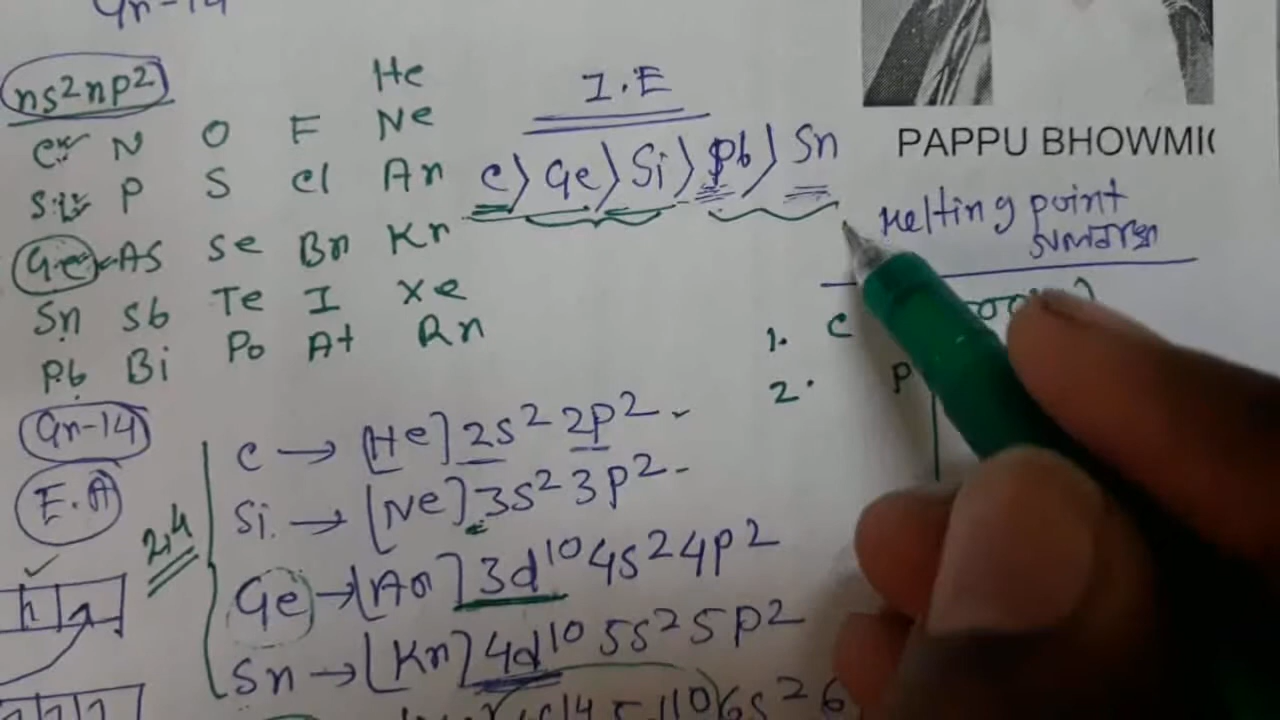 Gr-14
ns²np²
He
C N O F Ne
Si P S Cl Ar
Ge As Se Br Kr
Sn Sb Te I Xe
Pb Bi Po At Rn
I.E
C > Ge > Si > Pb > Sn
PAPPU BHOWMI
Melting point
1. C
2.
Gr-14
E.A
2,4
C → [He] 2s² 2p²
Si → [Ne] 3s² 3p²
Ge → [Ar] 3d¹⁰ 4s² 4p²
Sn → [Kr] 4d¹⁰ 5s² 5p²